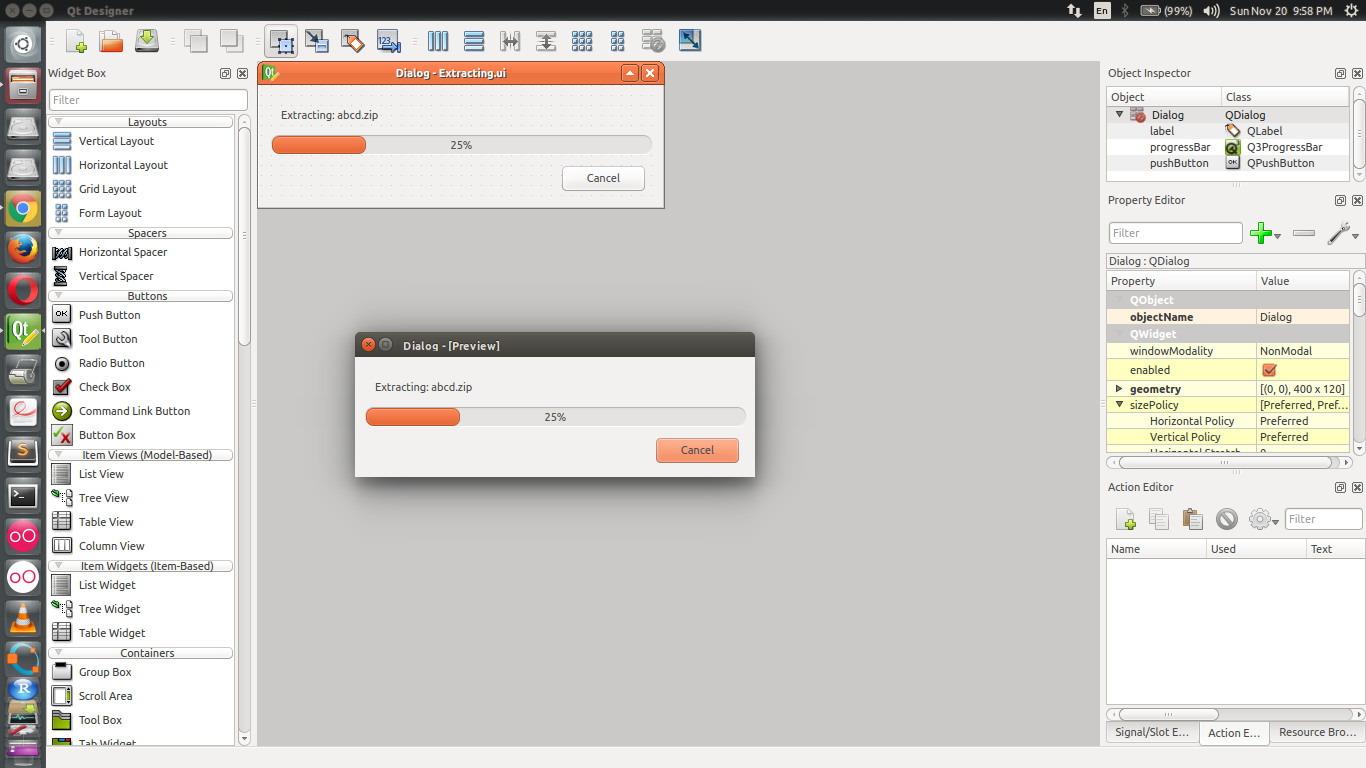 Qt Designer
En
(99%)
Sun Nov 20 9:58 PM
Widget Box
Filter
Layouts
Vertical Layout
Horizontal Layout
Grid Layout
Form Layout
Spacers
Horizontal Spacer
Vertical Spacer
Buttons
OK
Push Button
Tool Button
Radio Button
Check Box
Command Link Button
Button Box
Item Views (Model-Based)
List View
Tree View
Table View
Column View
Item Widgets (Item-Based)
List Widget
Tree Widget
Table Widget
Containers
Group Box
Scroll Area
Tool Box
Tab Widget
123
Qt
Dialog - Extracting.ui
Extracting: abcd.zip
25%
Cancel
Dialog - [Preview]
Extracting: abcd.zip
25%
Cancel
Object Inspector
Object Class
Dialog QDialog
label QLabel
progressBar Q3ProgressBar
pushButton OK QPushButton
Property Editor
Filter
Dialog : QDialog
Property Value
QObject
objectName Dialog
QWidget
windowModality NonModal
enabled
geometry [(0, 0), 400 x 120]
sizePolicy [Preferred, Pref...
Horizontal Policy Preferred
Vertical Policy Preferred
Horizontal Stretch 0
Action Editor
Filter
Name Used Text
Signal/Slot E... Action E... Resource Bro...
Qt
S
R